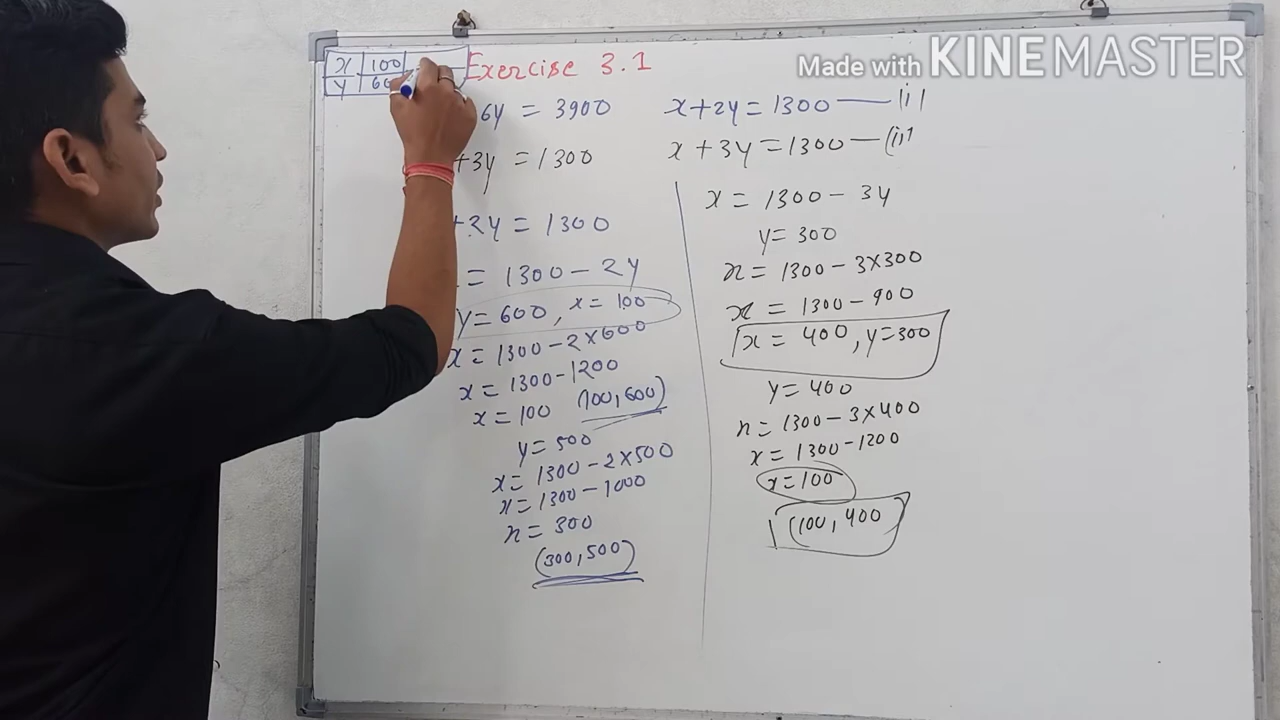 Made with KINEMASTER
x 100
y 60
Exercise 3.1
6y = 3900
+3y = 1300
+2y = 1300
= 1300 - 2y
y = 600, x = 100
x = 1300 - 2×600
x = 1300 - 1200
x = 100 (100, 600)
y = 500
x = 1300 - 2×500
x = 1300 - 1000
x = 300
(300, 500)
x + 2y = 1300 — (i)
x + 3y = 1300 — (ii)
x = 1300 - 3y
y = 300
x = 1300 - 3×300
x = 1300 - 900
x = 400, y = 300
y = 400
x = 1300 - 3×400
x = 1300 - 1200
x = 100
(100, 400)